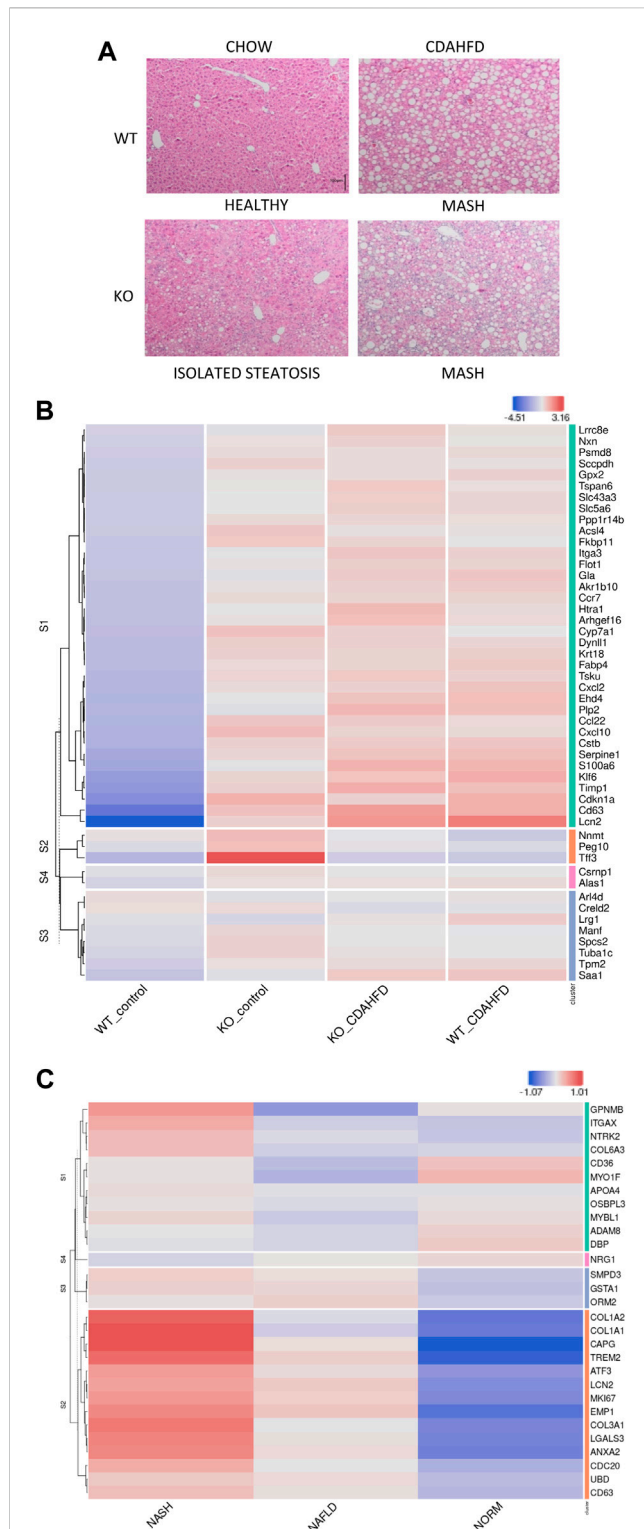 A
CHOW CDAHFD
WT
HEALTHY MASH
KO
ISOLATED STEATOSIS MASH
B
-4.51 3.16
Lrrc8e
Nxn
Psmd8
Sccpdh
Gpx2
Tspan6
Slc43a3
Slc5a6
Ppp1r14b
Acsl4
Fkbp11
Itga3
Flot1
Gla
Akr1b10
Ccr7
Htra1
Arhgef16
Cyp7a1
Dynll1
Krt18
Fabp4
Tsku
Cxcl2
Ehd4
Plp2
Ccl22
Cxcl10
Cstb
Serpine1
S100a6
Klf6
Timp1
Cdkn1a
Cd63
Lcn2
Nnmt
Peg10
Tff3
Csrnp1
Alas1
Arl4d
Creld2
Lrg1
Manf
Spcs2
Tuba1c
Tpm2
Saa1
S1
S2
S4
S3
cluster
WT_control KO_control KO_CDAHFD WT_CDAHFD
C
-1.07 1.01
GPNMB
ITGAX
NTRK2
COL6A3
CD36
MYO1F
APOA4
OSBPL3
MYBL1
ADAM8
DBP
NRG1
SMPD3
GSTA1
ORM2
COL1A2
COL1A1
CAPG
TREM2
ATF3
LCN2
MKI67
EMP1
COL3A1
LGALS3
ANXA2
CDC20
UBD
CD63
S1
S4
S3
S2
cluster
NASH NAFLD NORM